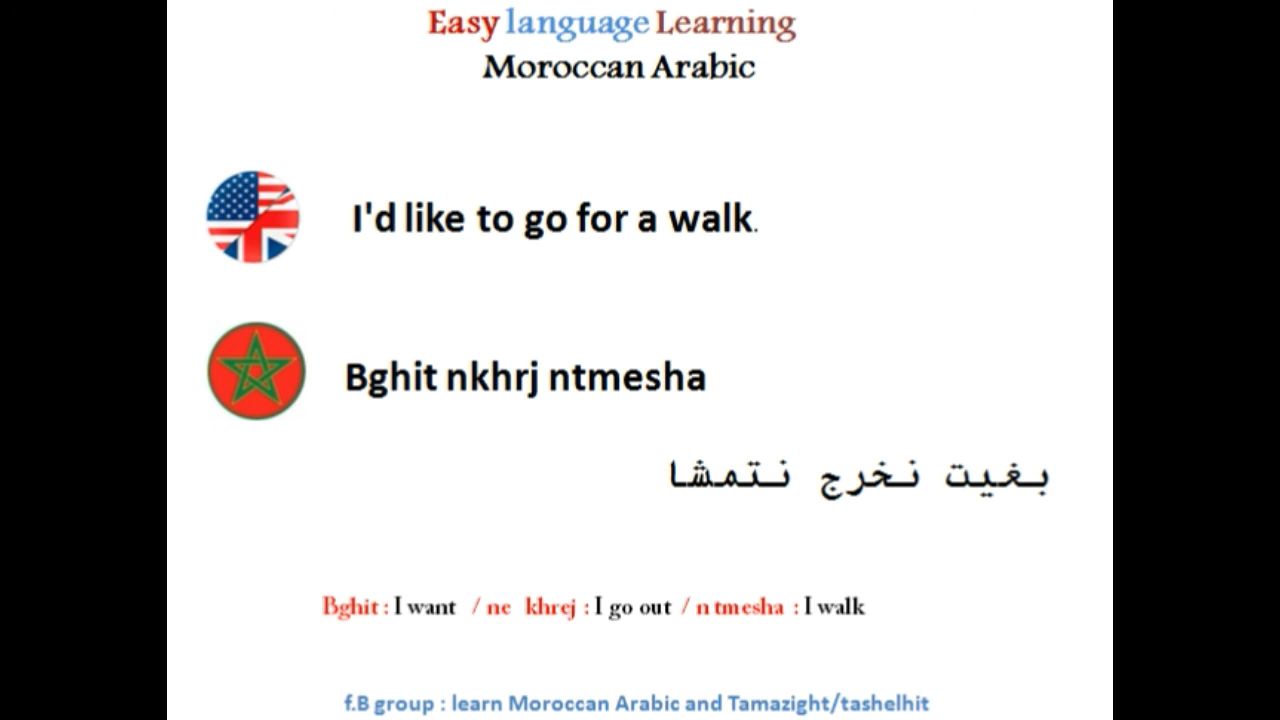 Easy language Learning
Moroccan Arabic
I'd like to go for a walk.
Bghit nkhrj ntmesha
بغيت نخرج نتمشا
Bghit : I want / ne khrej : I go out / n tmesha : I walk
f.B group : learn Moroccan Arabic and Tamazight/tashelhit